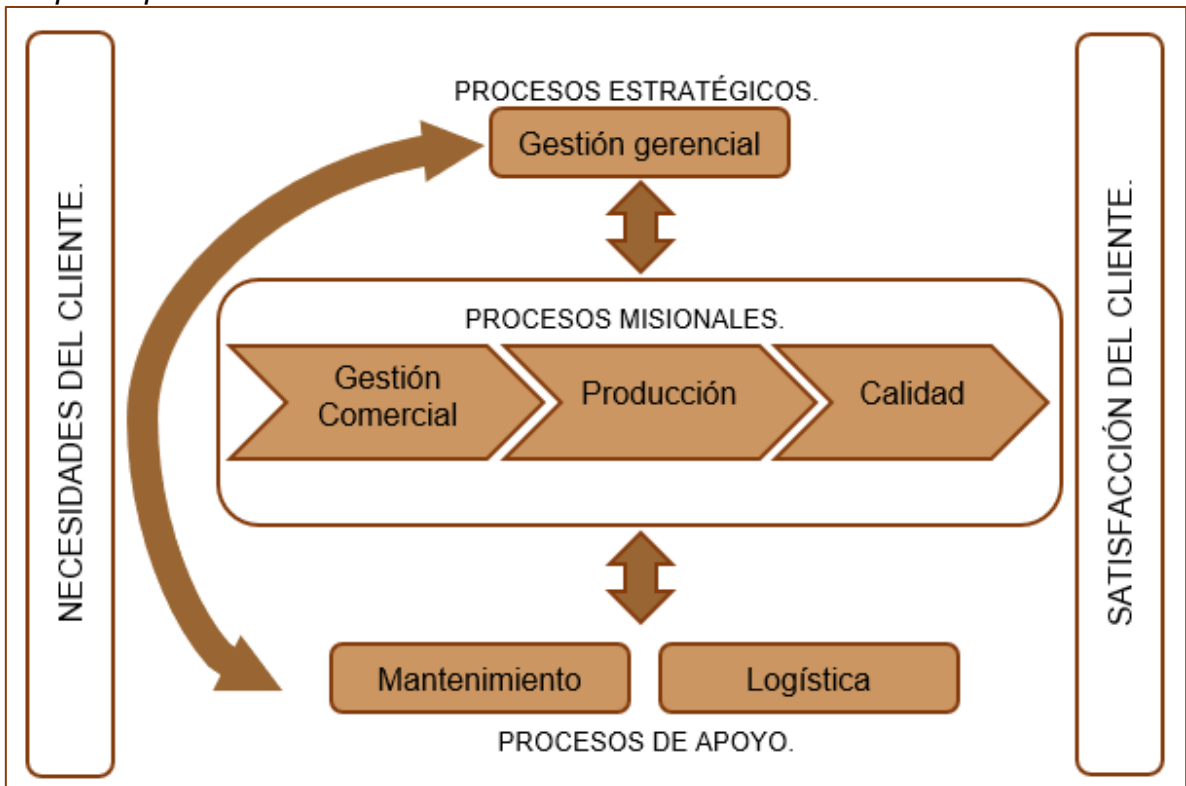 NECESIDADES DEL CLIENTE.
PROCESOS ESTRATÉGICOS.
Gestión gerencial
PROCESOS MISIONALES.
Gestión
Comercial
Producción
Calidad
Mantenimiento
Logística
PROCESOS DE APOYO.
SATISFACCIÓN DEL CLIENTE.